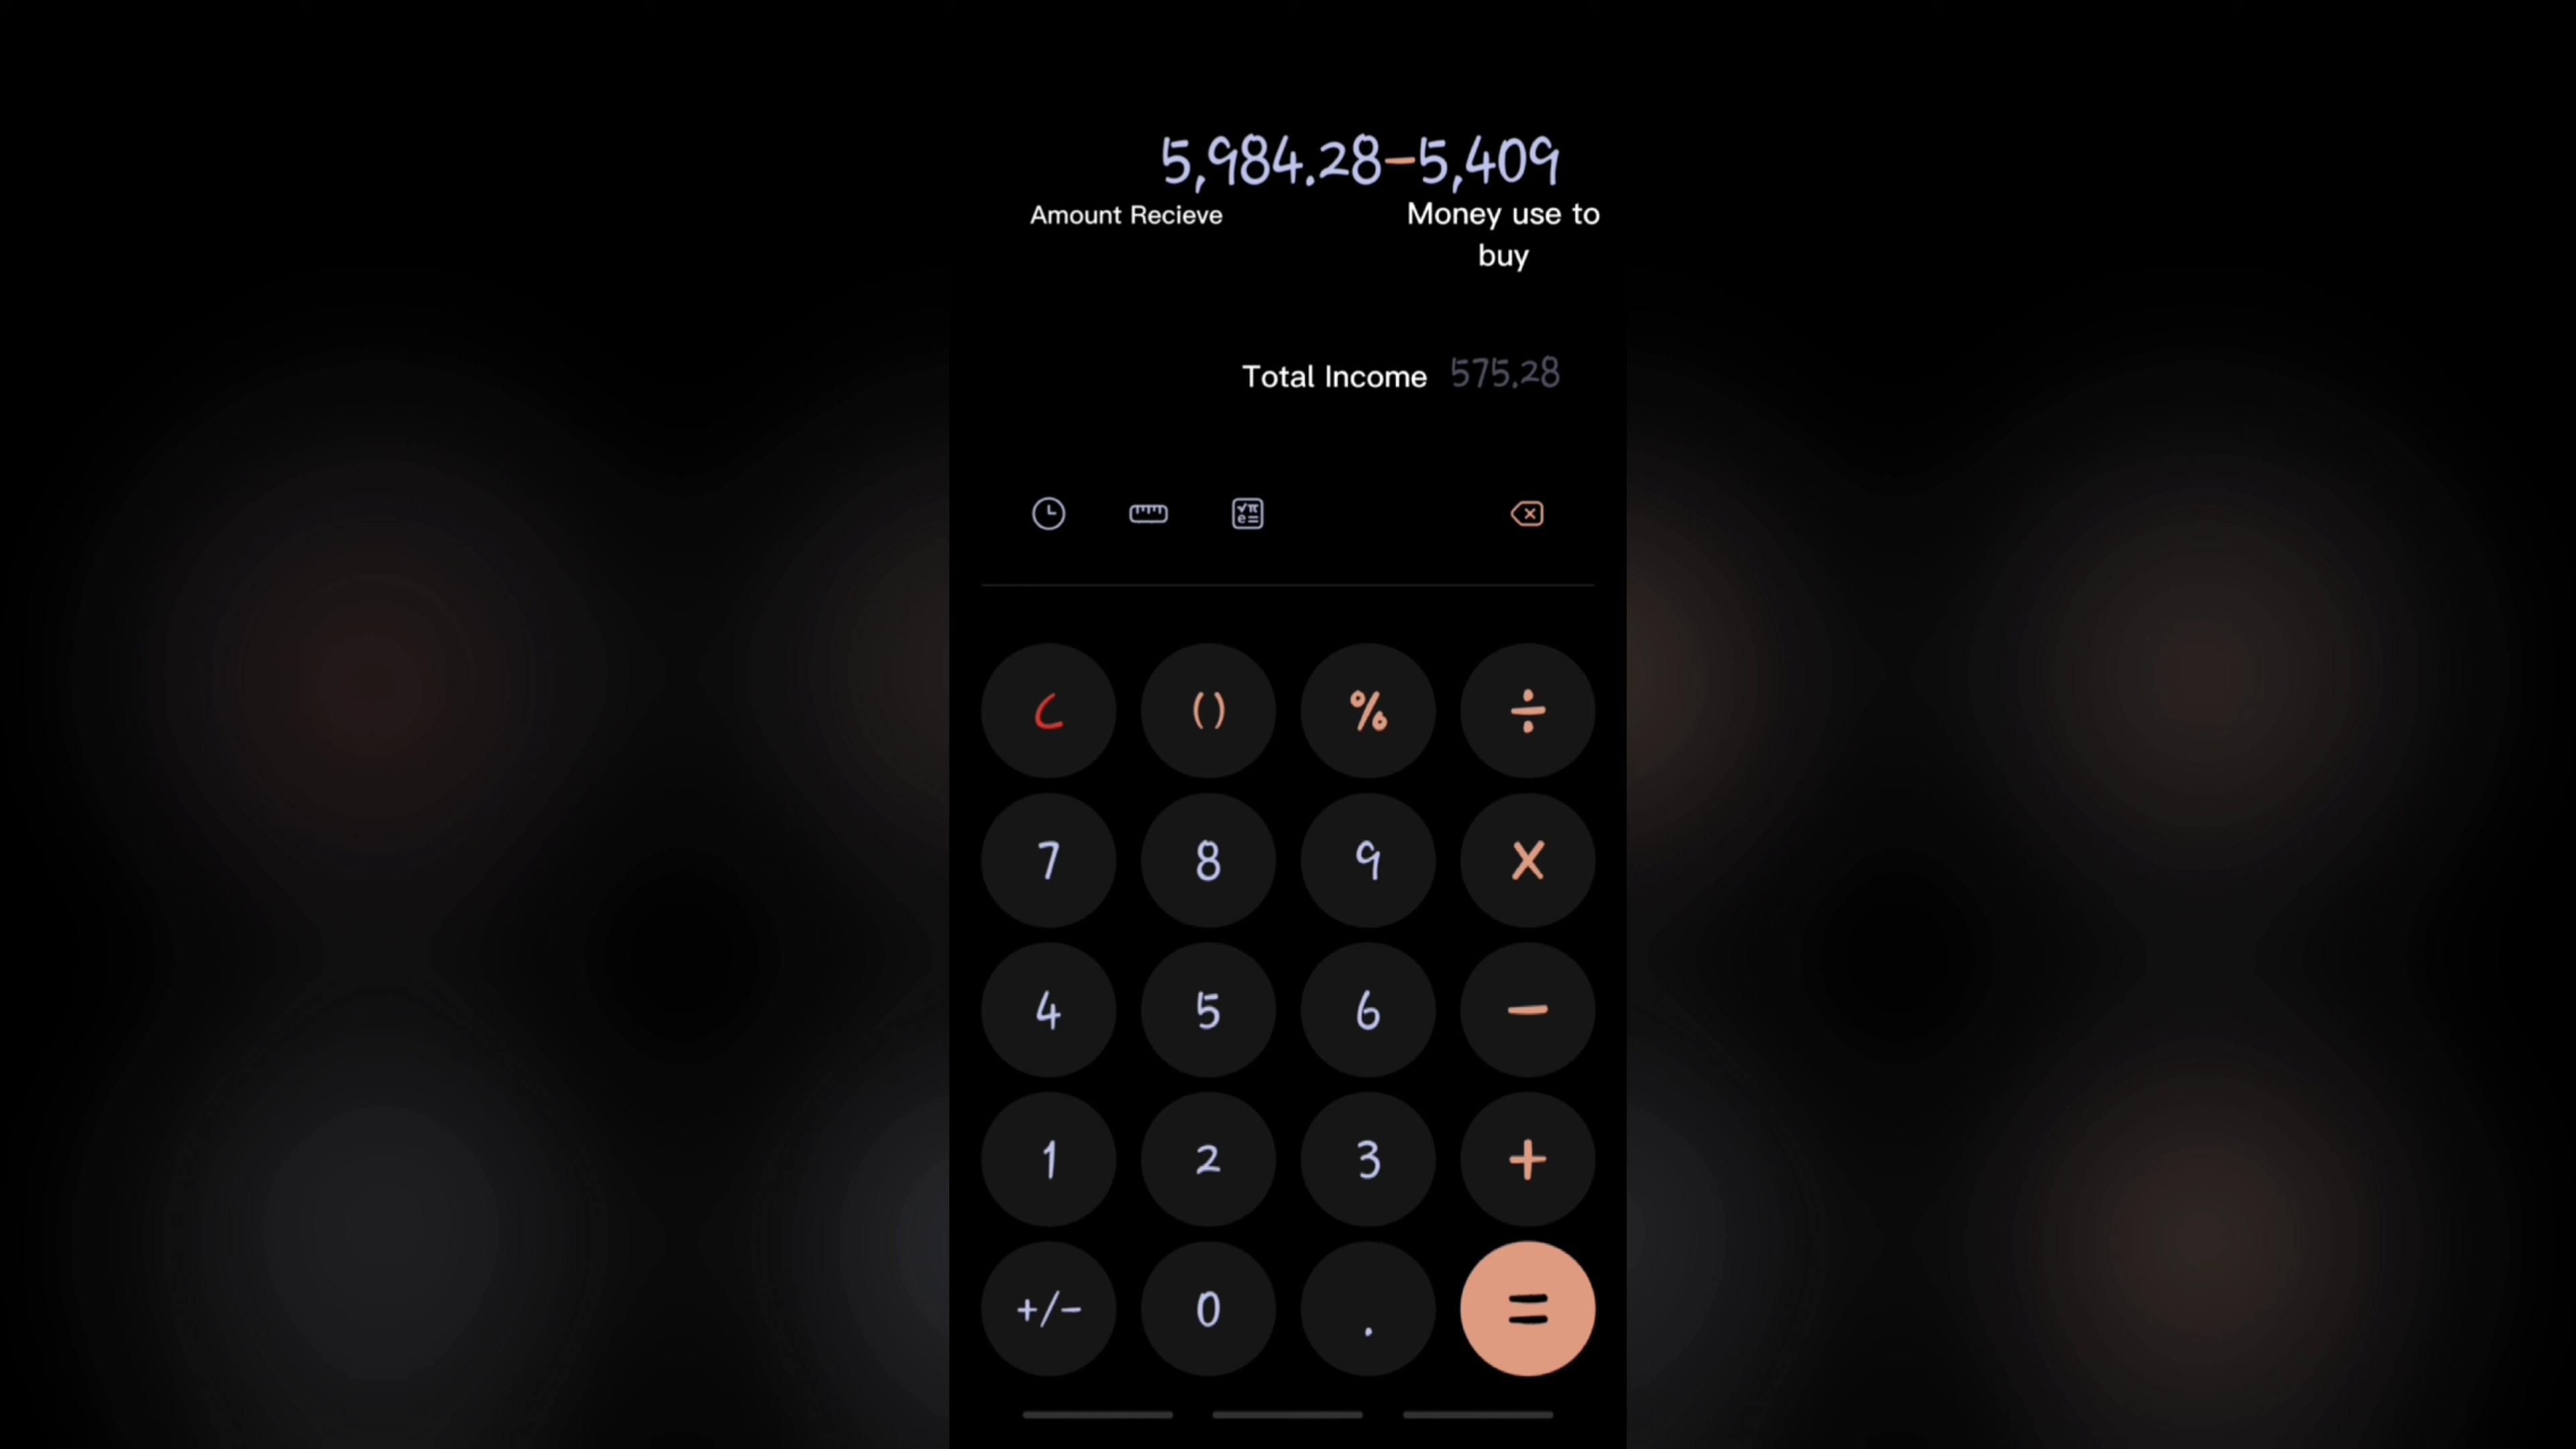 5,984.28−5,409
Amount Recieve
Money use to
buy
Total Income 575.28
√π
e=
C () % ÷
7 8 9 ×
4 5 6 −
1 2 3 +
+/− 0 . =